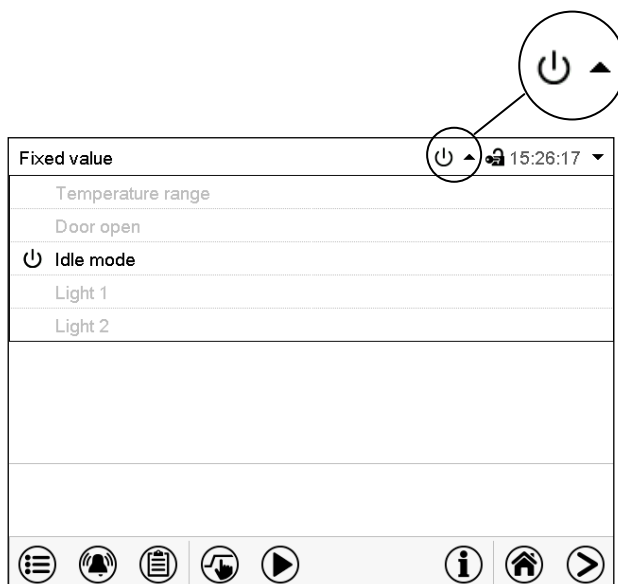 Fixed value 15:26:17
Temperature range
Door open
Idle mode
Light 1
Light 2